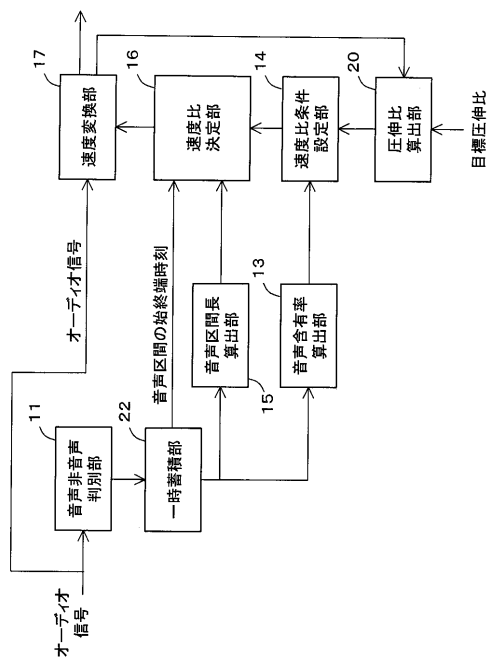 オーディオ
信号
オーディオ信号
11
音声非音声
判別部
22
一時蓄積部
音声区間の始終端時刻
15
音声区間長
算出部
13
音声含有率
算出部
17
速度変換部
16
速度比
決定部
14
速度比条件
設定部
20
圧伸比
算出部
目標圧伸比